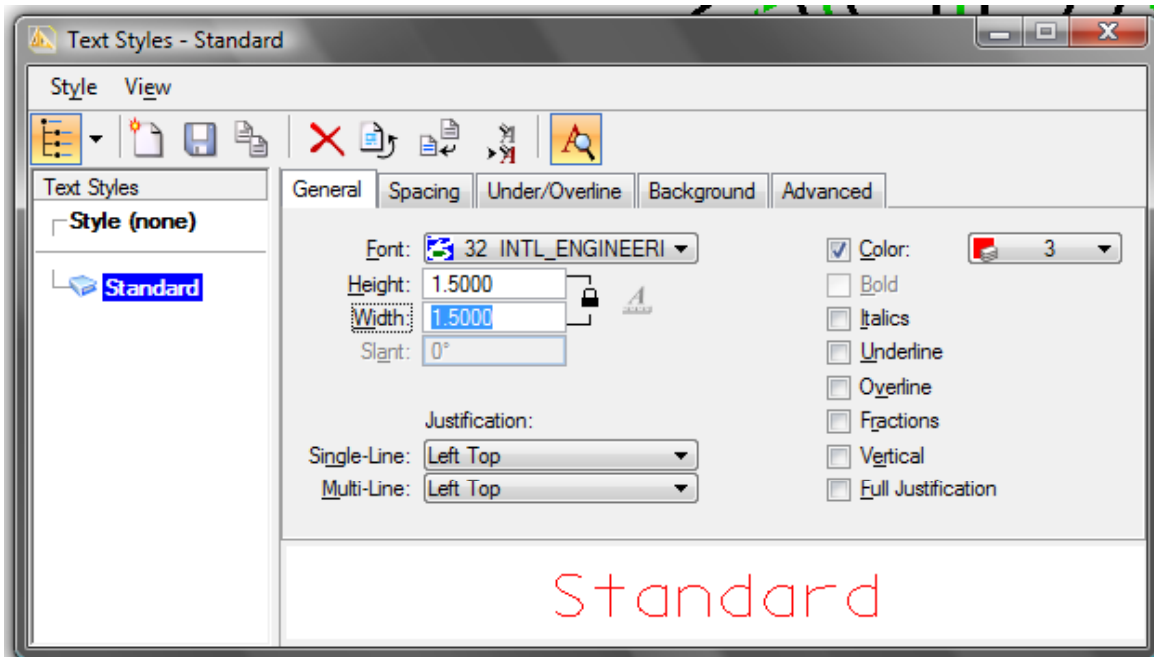 Text Styles - Standard
Style View
Text Styles
Style (none)
Standard
General Spacing Under/Overline Background Advanced
Font: 32 INTL_ENGINEERI
Height: 1.5000
Width: 1.5000
Slant: 0°
Justification:
Single-Line: Left Top
Multi-Line: Left Top
Color: 3
Bold
Italics
Underline
Overline
Fractions
Vertical
Full Justification
Standard